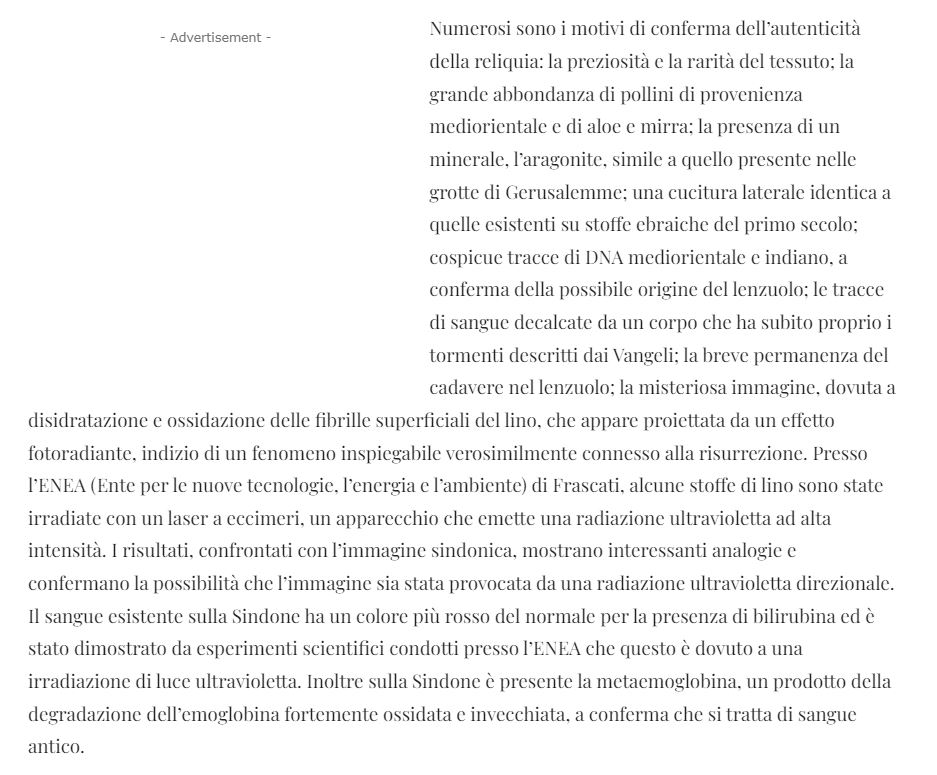 - Advertisement -
Numerosi sono i motivi di conferma dell’autenticità
della reliquia: la preziosità e la rarità del tessuto; la
grande abbondanza di pollini di provenienza
mediorientale e di aloe e mirra; la presenza di un
minerale, l’aragonite, simile a quello presente nelle
grotte di Gerusalemme; una cucitura laterale identica a
quelle esistenti su stoffe ebraiche del primo secolo;
cospicue tracce di DNA mediorientale e indiano, a
conferma della possibile origine del lenzuolo; le tracce
di sangue decalcate da un corpo che ha subito proprio i
tormenti descritti dai Vangeli; la breve permanenza del
cadavere nel lenzuolo; la misteriosa immagine, dovuta a
disidratazione e ossidazione delle fibrille superficiali del lino, che appare proiettata da un effetto
fotoradiante, indizio di un fenomeno inspiegabile verosimilmente connesso alla risurrezione. Presso
l’ENEA (Ente per le nuove tecnologie, l’energia e l’ambiente) di Frascati, alcune stoffe di lino sono state
irradiate con un laser a eccimeri, un apparecchio che emette una radiazione ultravioletta ad alta
intensità. I risultati, confrontati con l’immagine sindonica, mostrano interessanti analogie e
confermano la possibilità che l’immagine sia stata provocata da una radiazione ultravioletta direzionale.
Il sangue esistente sulla Sindone ha un colore più rosso del normale per la presenza di bilirubina ed è
stato dimostrato da esperimenti scientifici condotti presso l’ENEA che questo è dovuto a una
irradiazione di luce ultravioletta. Inoltre sulla Sindone è presente la metaemoglobina, un prodotto della
degradazione dell’emoglobina fortemente ossidata e invecchiata, a conferma che si tratta di sangue
antico.